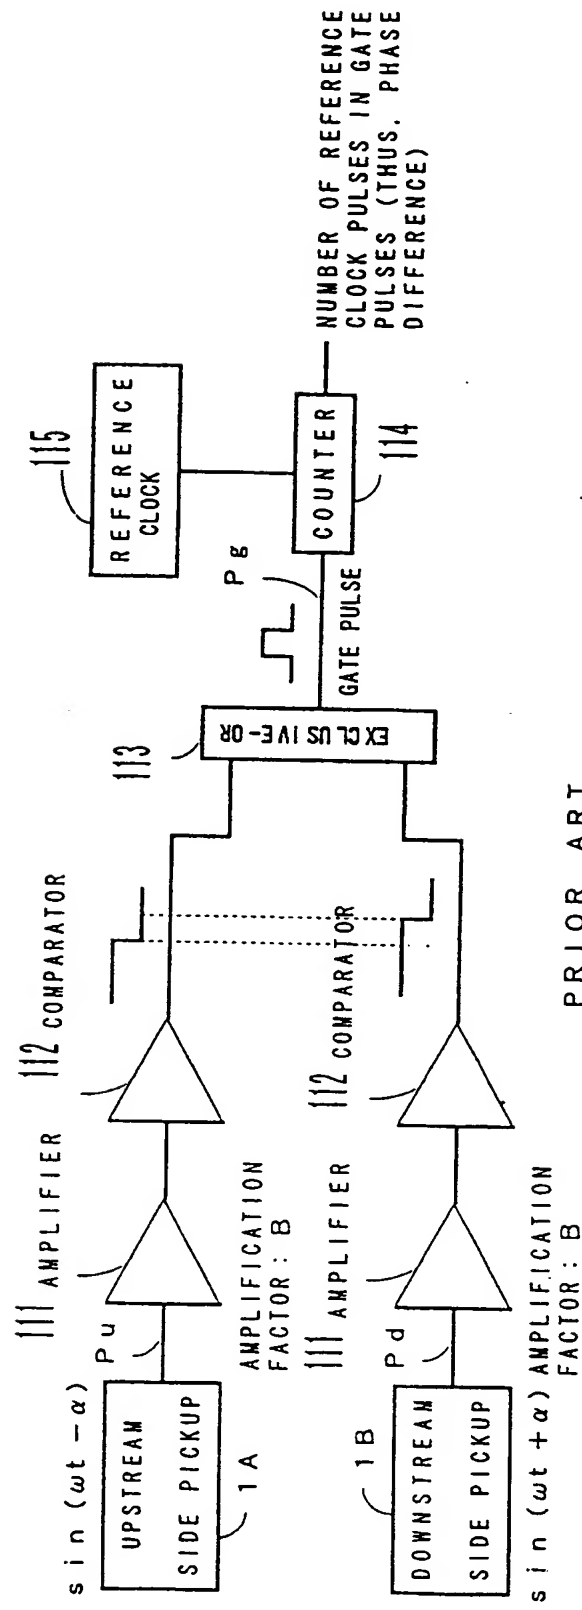 sin (ωt − α)
UPSTREAM
SIDE PICKUP
1A
Pu
111 AMPLIFIER
AMPLIFICATION
FACTOR: B
112 COMPARATOR
sin (ωt + α)
DOWNSTREAM
SIDE PICKUP
1B
Pd
111 AMPLIFIER
AMPLIFICATION
FACTOR: B
112 COMPARATOR
113
EXCLUSIVE-OR
Pg
GATE PULSE
115
REFERENCE
CLOCK
COUNTER
114
NUMBER OF REFERENCE
CLOCK PULSES IN GATE
PULSES (THUS. PHASE
DIFFERENCE)
PRIOR ART